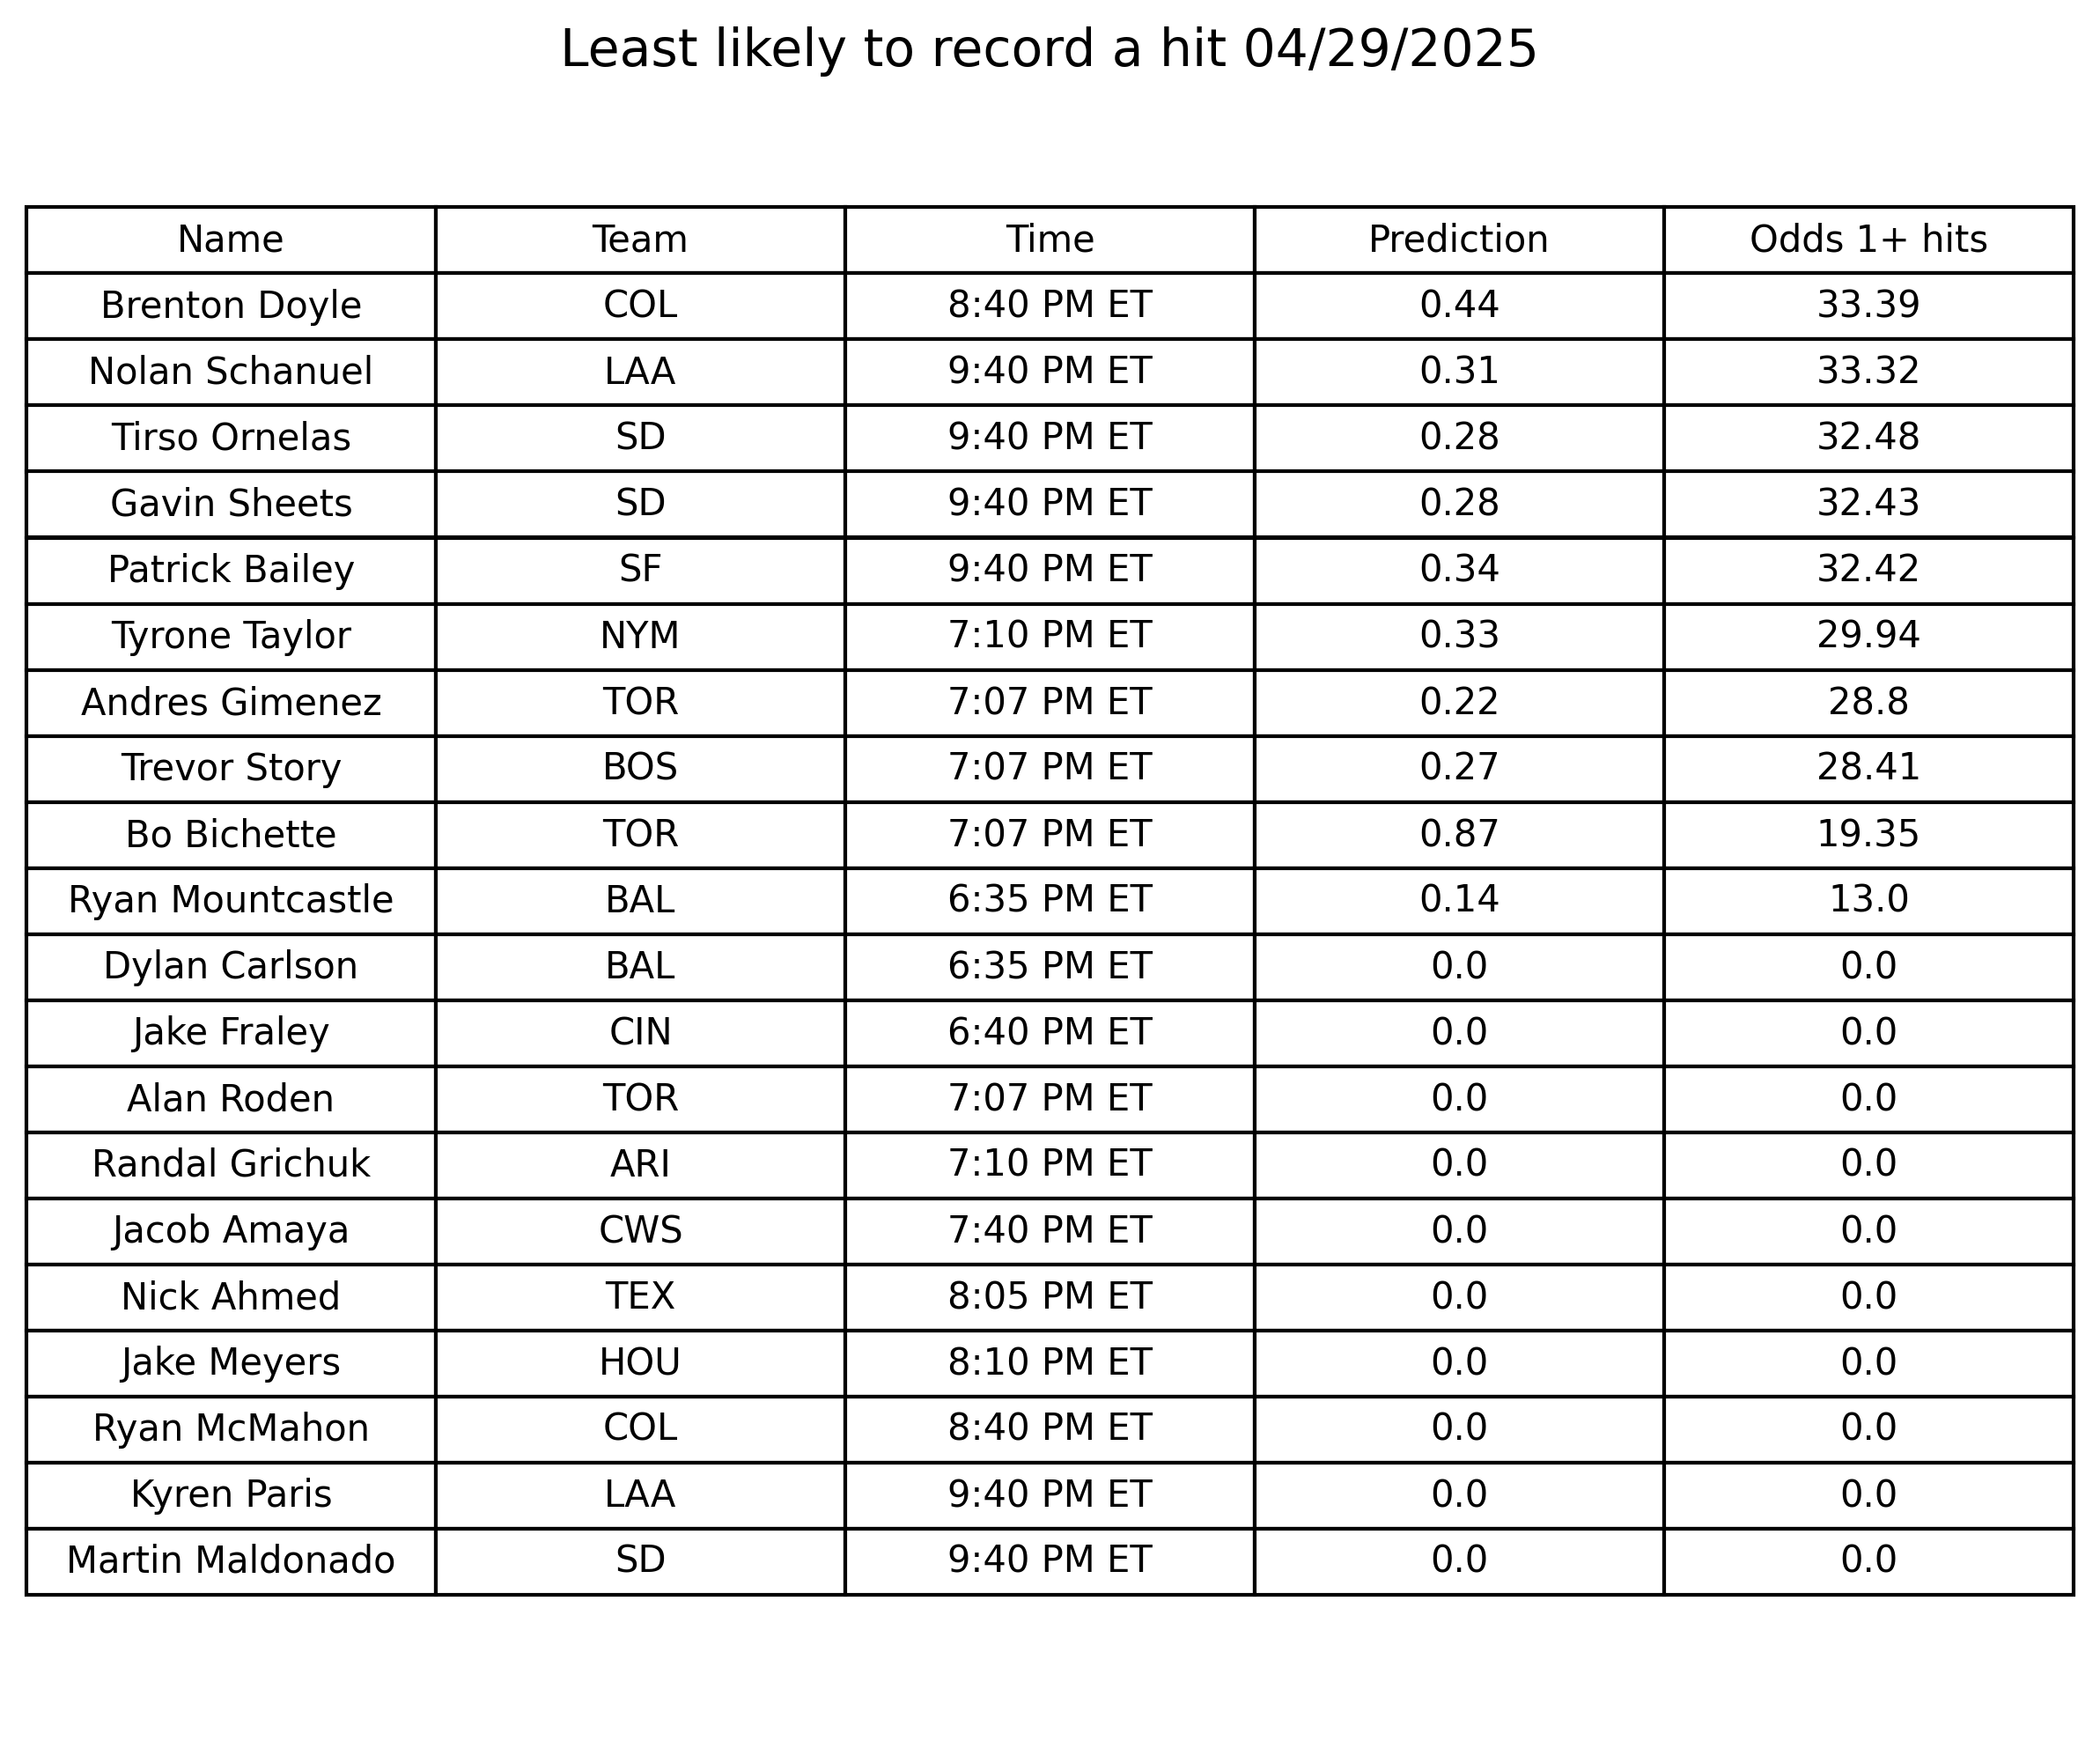 Least likely to record a hit 04/29/2025
Name Team Time Prediction Odds 1+ hits
Brenton Doyle COL 8:40 PM ET 0.44 33.39
Nolan Schanuel LAA 9:40 PM ET 0.31 33.32
Tirso Ornelas SD 9:40 PM ET 0.28 32.48
Gavin Sheets SD 9:40 PM ET 0.28 32.43
Patrick Bailey SF 9:40 PM ET 0.34 32.42
Tyrone Taylor NYM 7:10 PM ET 0.33 29.94
Andres Gimenez TOR 7:07 PM ET 0.22 28.8
Trevor Story BOS 7:07 PM ET 0.27 28.41
Bo Bichette TOR 7:07 PM ET 0.87 19.35
Ryan Mountcastle BAL 6:35 PM ET 0.14 13.0
Dylan Carlson BAL 6:35 PM ET 0.0 0.0
Jake Fraley CIN 6:40 PM ET 0.0 0.0
Alan Roden TOR 7:07 PM ET 0.0 0.0
Randal Grichuk ARI 7:10 PM ET 0.0 0.0
Jacob Amaya CWS 7:40 PM ET 0.0 0.0
Nick Ahmed TEX 8:05 PM ET 0.0 0.0
Jake Meyers HOU 8:10 PM ET 0.0 0.0
Ryan McMahon COL 8:40 PM ET 0.0 0.0
Kyren Paris LAA 9:40 PM ET 0.0 0.0
Martin Maldonado SD 9:40 PM ET 0.0 0.0